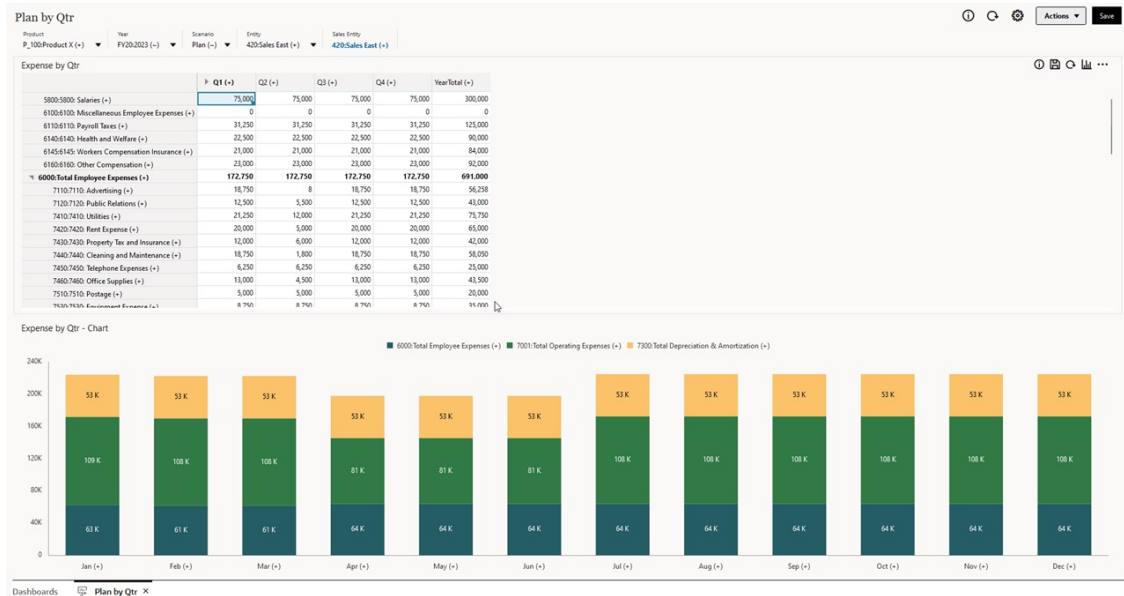 Plan by Qtr
Actions ▼ Save
Product Year Scenario Entity Sales Entity
P_100:Product X (+) ▼ FY20:2023 (~) ▼ Plan (~) ▼ 420:Sales East (+) ▼ 420:Sales East (+)
Expense by Qtr
Q1 (+) Q2 (+) Q3 (+) Q4 (+) YearTotal (+)
5800:5800: Salaries (+) 75,000 75,000 75,000 75,000 300,000
6100:6100: Miscellaneous Employee Expenses (+) 0 0 0 0 0
6110:6110: Payroll Taxes (+) 31,250 31,250 31,250 31,250 125,000
6140:6140: Health and Welfare (+) 22,500 22,500 22,500 22,500 90,000
6145:6145: Workers Compensation Insurance (+) 21,000 21,000 21,000 21,000 84,000
6160:6160: Other Compensation (+) 23,000 23,000 23,000 23,000 92,000
6000:Total Employee Expenses (+) 172,750 172,750 172,750 172,750 691,000
7110:7110: Advertising (+) 18,750 8 18,750 18,750 56,258
7120:7120: Public Relations (+) 12,500 5,500 12,500 12,500 43,000
7410:7410: Utilities (+) 21,250 12,000 21,250 21,250 75,750
7420:7420: Rent Expense (+) 20,000 5,000 20,000 20,000 65,000
7430:7430: Property Tax and Insurance (+) 12,000 6,000 12,000 12,000 42,000
7440:7440: Cleaning and Maintenance (+) 18,750 1,800 18,750 18,750 58,050
7450:7450: Telephone Expenses (+) 6,250 6,250 6,250 6,250 25,000
7460:7460: Office Supplies (+) 13,000 4,500 13,000 13,000 43,500
7510:7510: Postage (+) 5,000 5,000 5,000 5,000 20,000
7530:7530: Equipment Expense (+) 8,750 8,750 8,750 8,750 35,000
Expense by Qtr - Chart
6000:Total Employee Expenses (+) 7001:Total Operating Expenses (+) 7300:Total Depreciation & Amortization (+)
240K
200K
160K
120K
80K
40K
0
53 K 53 K 53 K 53 K 53 K 53 K 53 K 53 K 53 K 53 K 53 K 53 K
109 K 108 K 108 K 81 K 81 K 81 K 108 K 108 K 108 K 108 K 108 K 108 K
63 K 61 K 61 K 64 K 64 K 64 K 64 K 64 K 64 K 64 K 64 K 64 K
Jan (+) Feb (+) Mar (+) Apr (+) May (+) Jun (+) Jul (+) Aug (+) Sep (+) Oct (+) Nov (+) Dec (+)
Dashboards Plan by Qtr ×